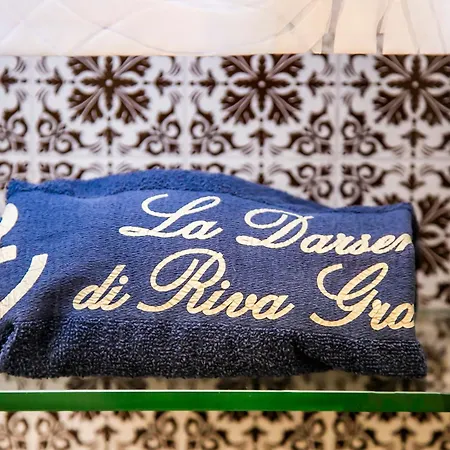 La Darsen
di Riva Gra